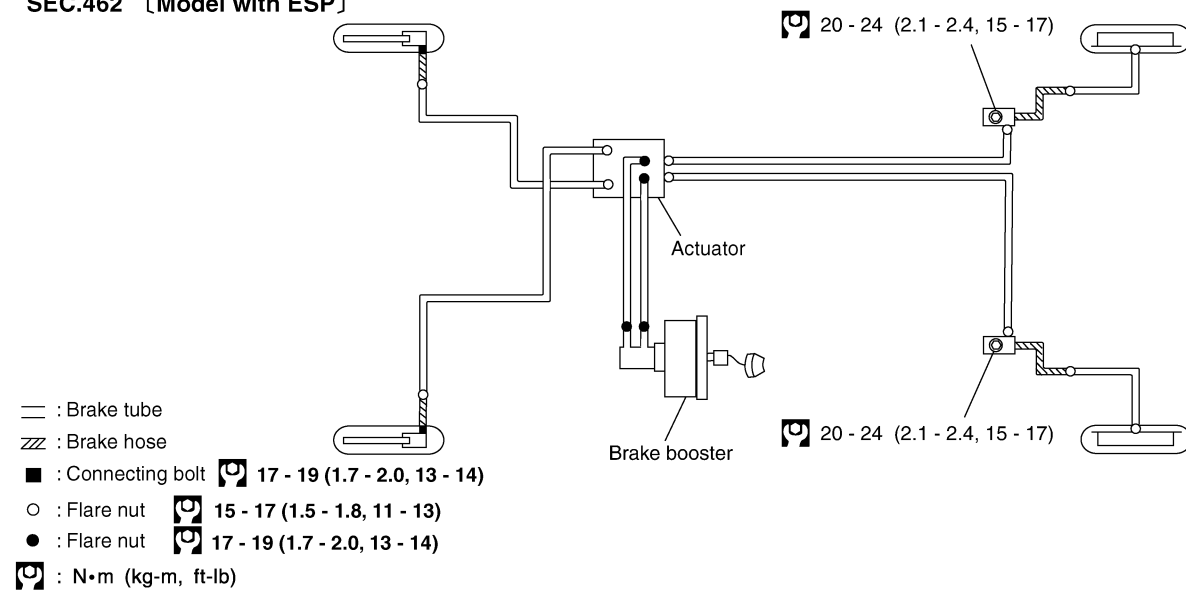 SEC.462 〔Model with ESP〕
20 - 24 (2.1 - 2.4, 15 - 17)
Actuator
Brake booster
20 - 24 (2.1 - 2.4, 15 - 17)
: Brake tube
: Brake hose
: Connecting bolt 17 - 19 (1.7 - 2.0, 13 - 14)
: Flare nut 15 - 17 (1.5 - 1.8, 11 - 13)
: Flare nut 17 - 19 (1.7 - 2.0, 13 - 14)
: N•m (kg-m, ft-lb)